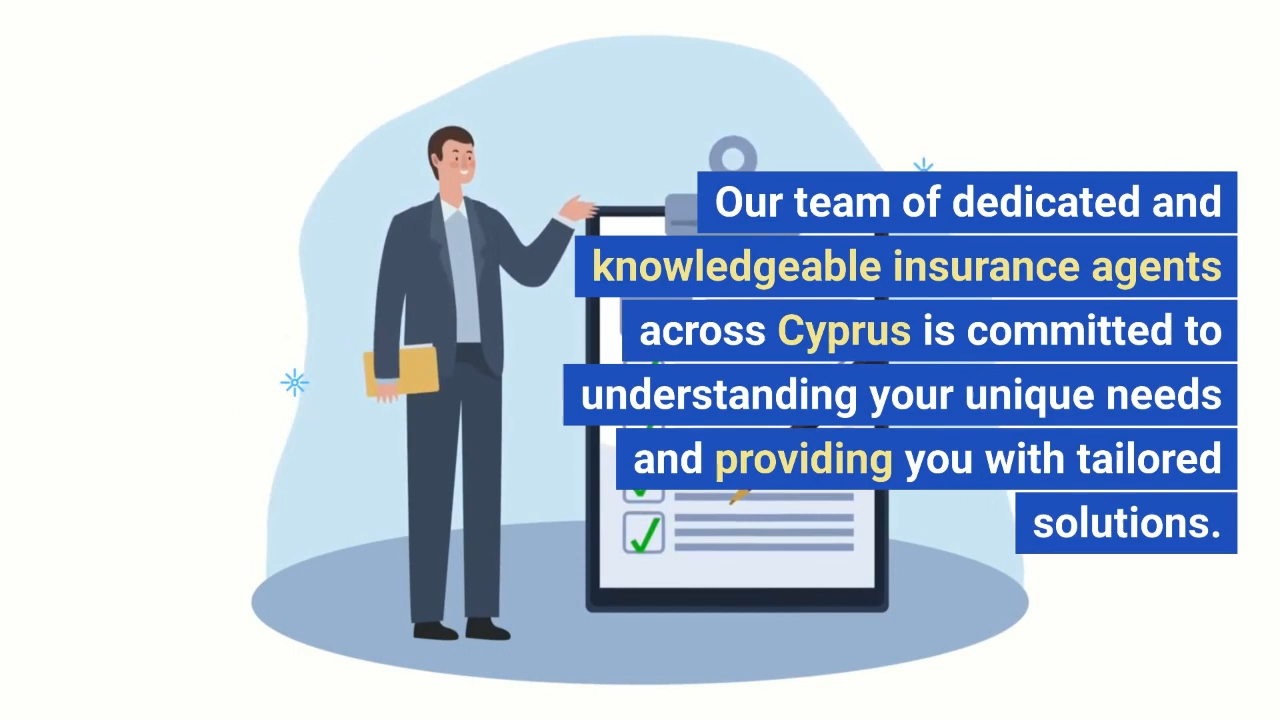 Our team of dedicated and
knowledgeable insurance agents
across Cyprus is committed to
understanding your unique needs
and providing you with tailored
solutions.